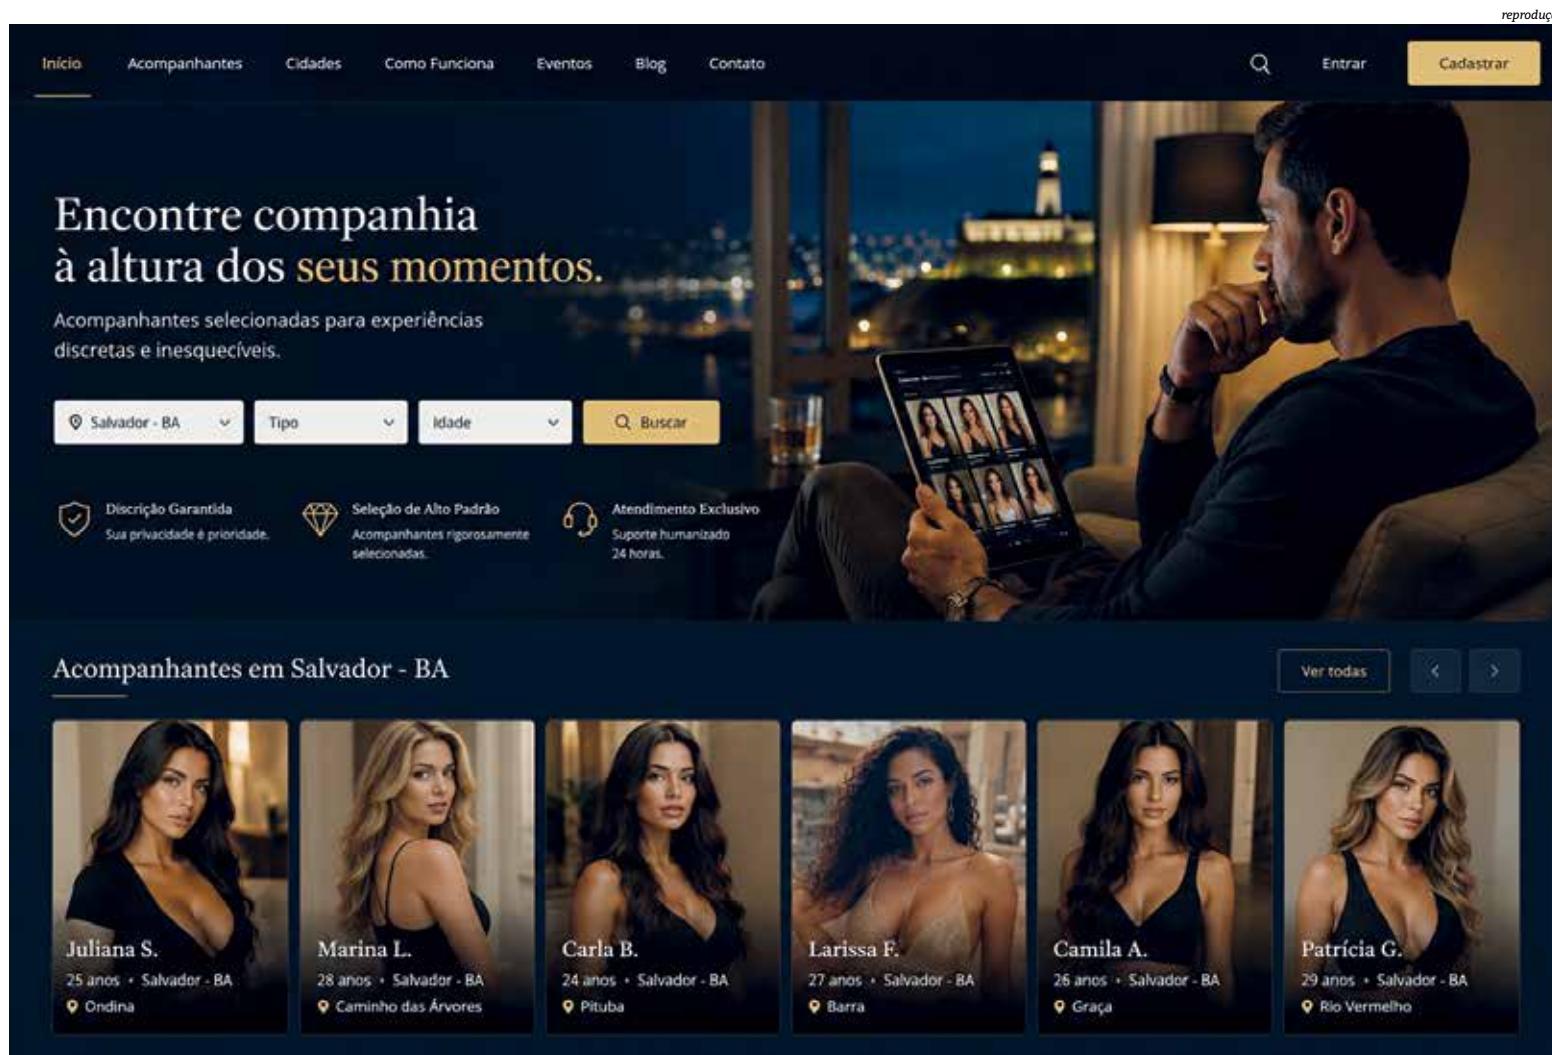 reproduç
Início
Acompanhantes
Cidades
Como Funciona
Eventos
Blog
Contato
Entrar
Cadastrar
Encontre companhia
à altura dos seus momentos.
Acompanhantes selecionadas para experiências
discretas e inesquecíveis.
Salvador - BA
Tipo
Idade
Buscar
Discrição Garantida
Sua privacidade é prioridade.
Seleção de Alto Padrão
Acompanhantes rigorosamente
selecionadas.
Atendimento Exclusivo
Suporte humanizado
24 horas.
Acompanhantes em Salvador - BA
Ver todas
Juliana S.
25 anos • Salvador - BA
Ondina
Marina L.
28 anos • Salvador - BA
Caminho das Árvores
Carla B.
24 anos • Salvador - BA
Pituba
Larissa F.
27 anos • Salvador - BA
Barra
Camila A.
26 anos • Salvador - BA
Graça
Patrícia G.
29 anos • Salvador - BA
Rio Vermelho